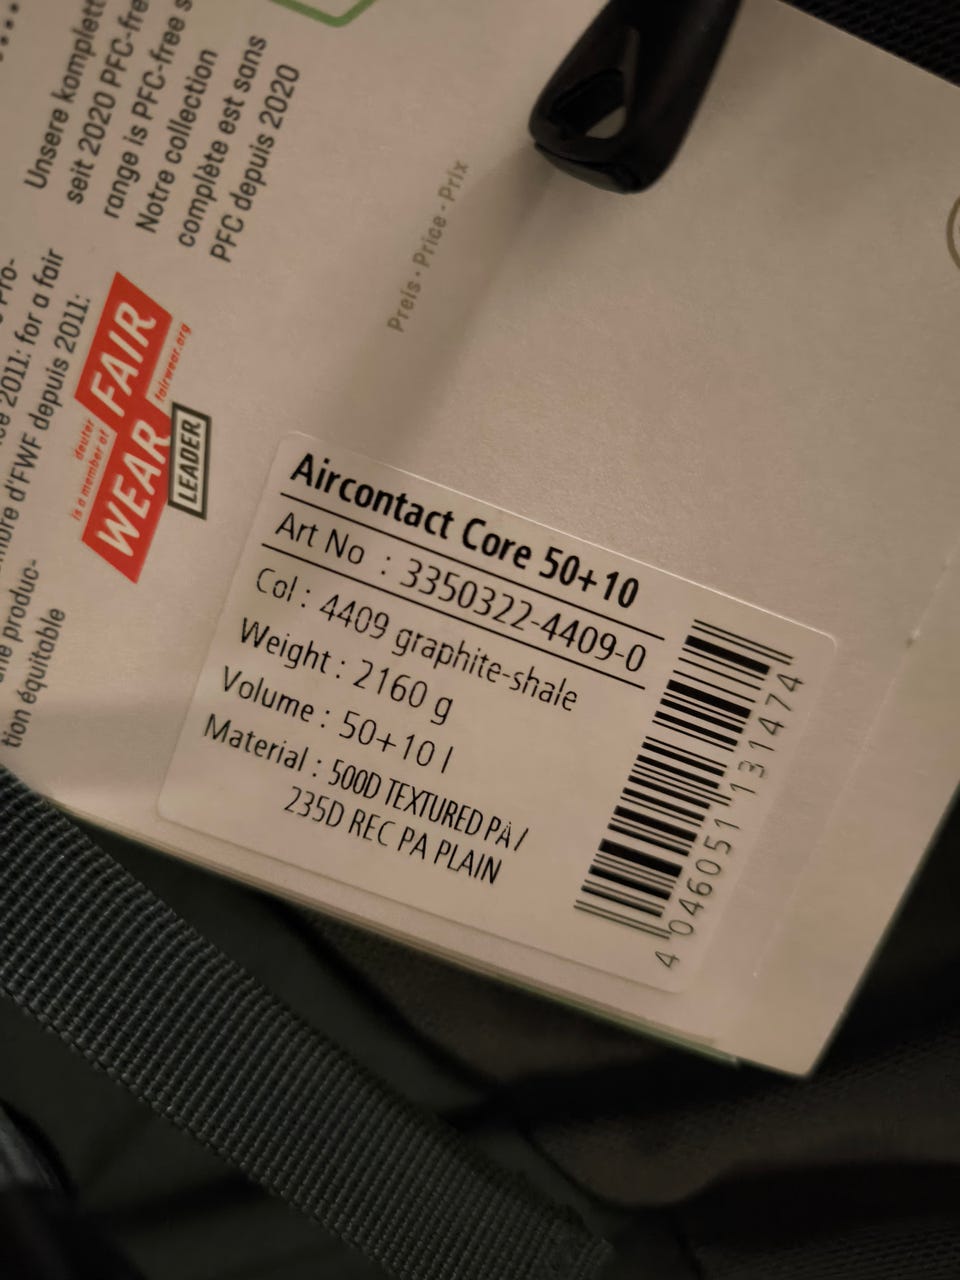 Unsere komplett
seit 2020 PFC-fre
range is PFC-free s
Notre collection
complète est sans
PFC depuis 2020
Preis · Price · Prix
2011: for a fair
d'FWF depuis 2011:
produc-
tion équitable
deuter
is a member of
FAIR
WEAR
fairwear.org
LEADER
Aircontact Core 50+10
Art No : 3350322-4409-0
Col : 4409 graphite-shale
Weight : 2160 g
Volume : 50+10 l
Material : 500D TEXTURED PA /
235D REC PA PLAIN
4 046051 131474